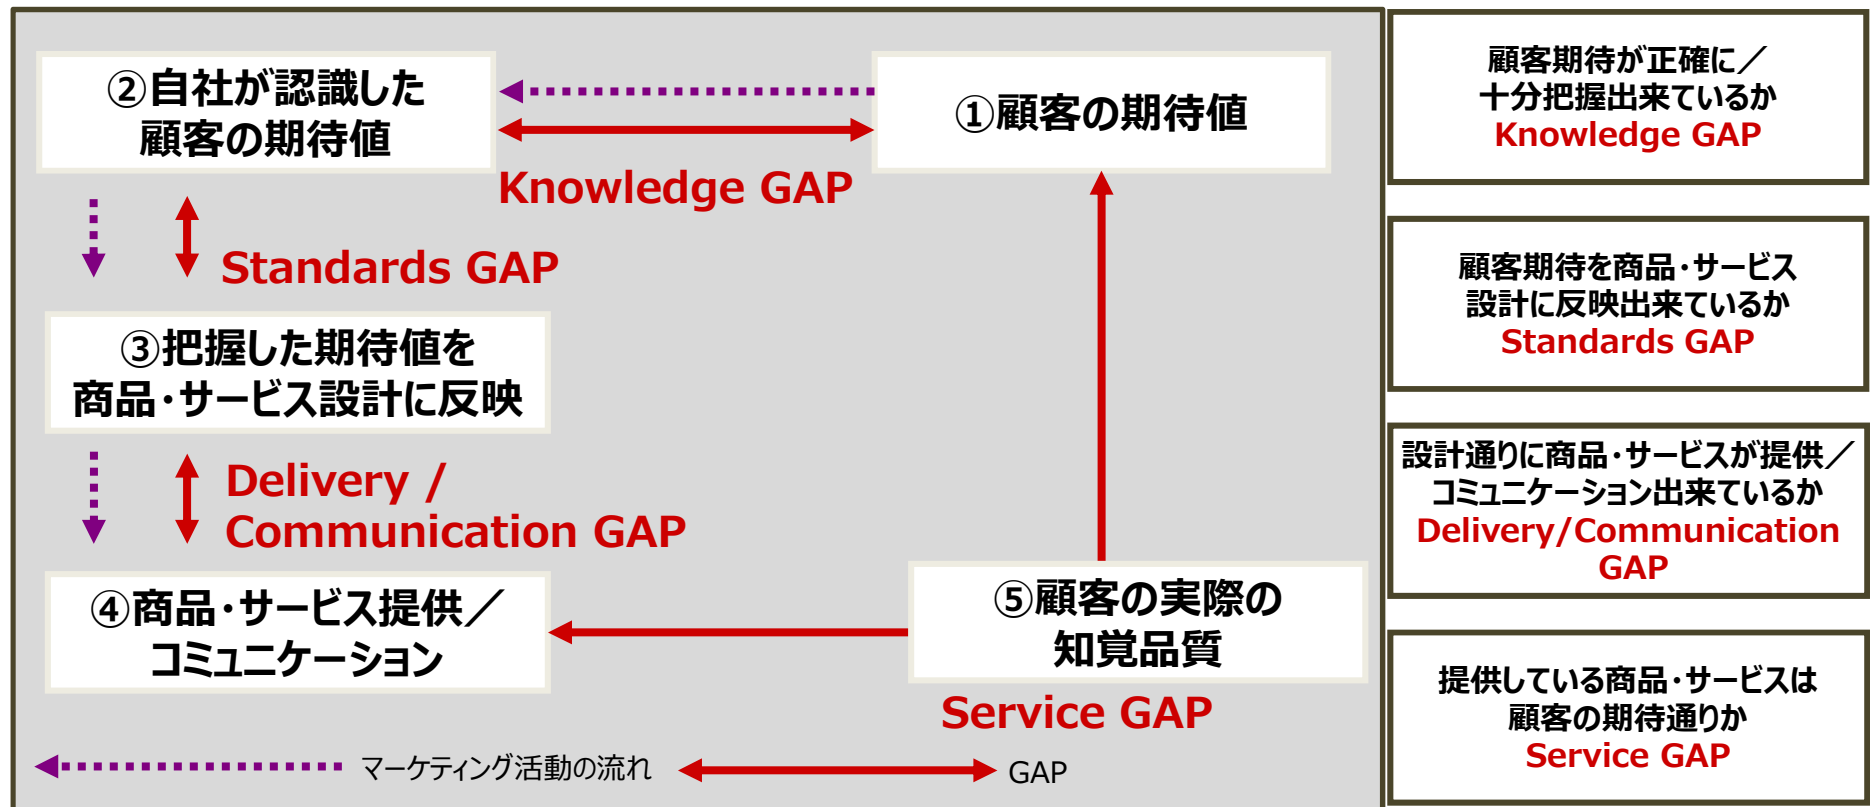 ②自社が認識した
顧客の期待値
①顧客の期待値
Knowledge GAP
Standards GAP
③把握した期待値を
商品・サービス設計に反映
Delivery /
Communication GAP
④商品・サービス提供／
コミュニケーション
⑤顧客の実際の
知覚品質
Service GAP
マーケティング活動の流れ
GAP
顧客期待が正確に／
十分把握出来ているか
Knowledge GAP
顧客期待を商品・サービス
設計に反映出来ているか
Standards GAP
設計通りに商品・サービスが提供／
コミュニケーション出来ているか
Delivery/Communication
GAP
提供している商品・サービスは
顧客の期待通りか
Service GAP